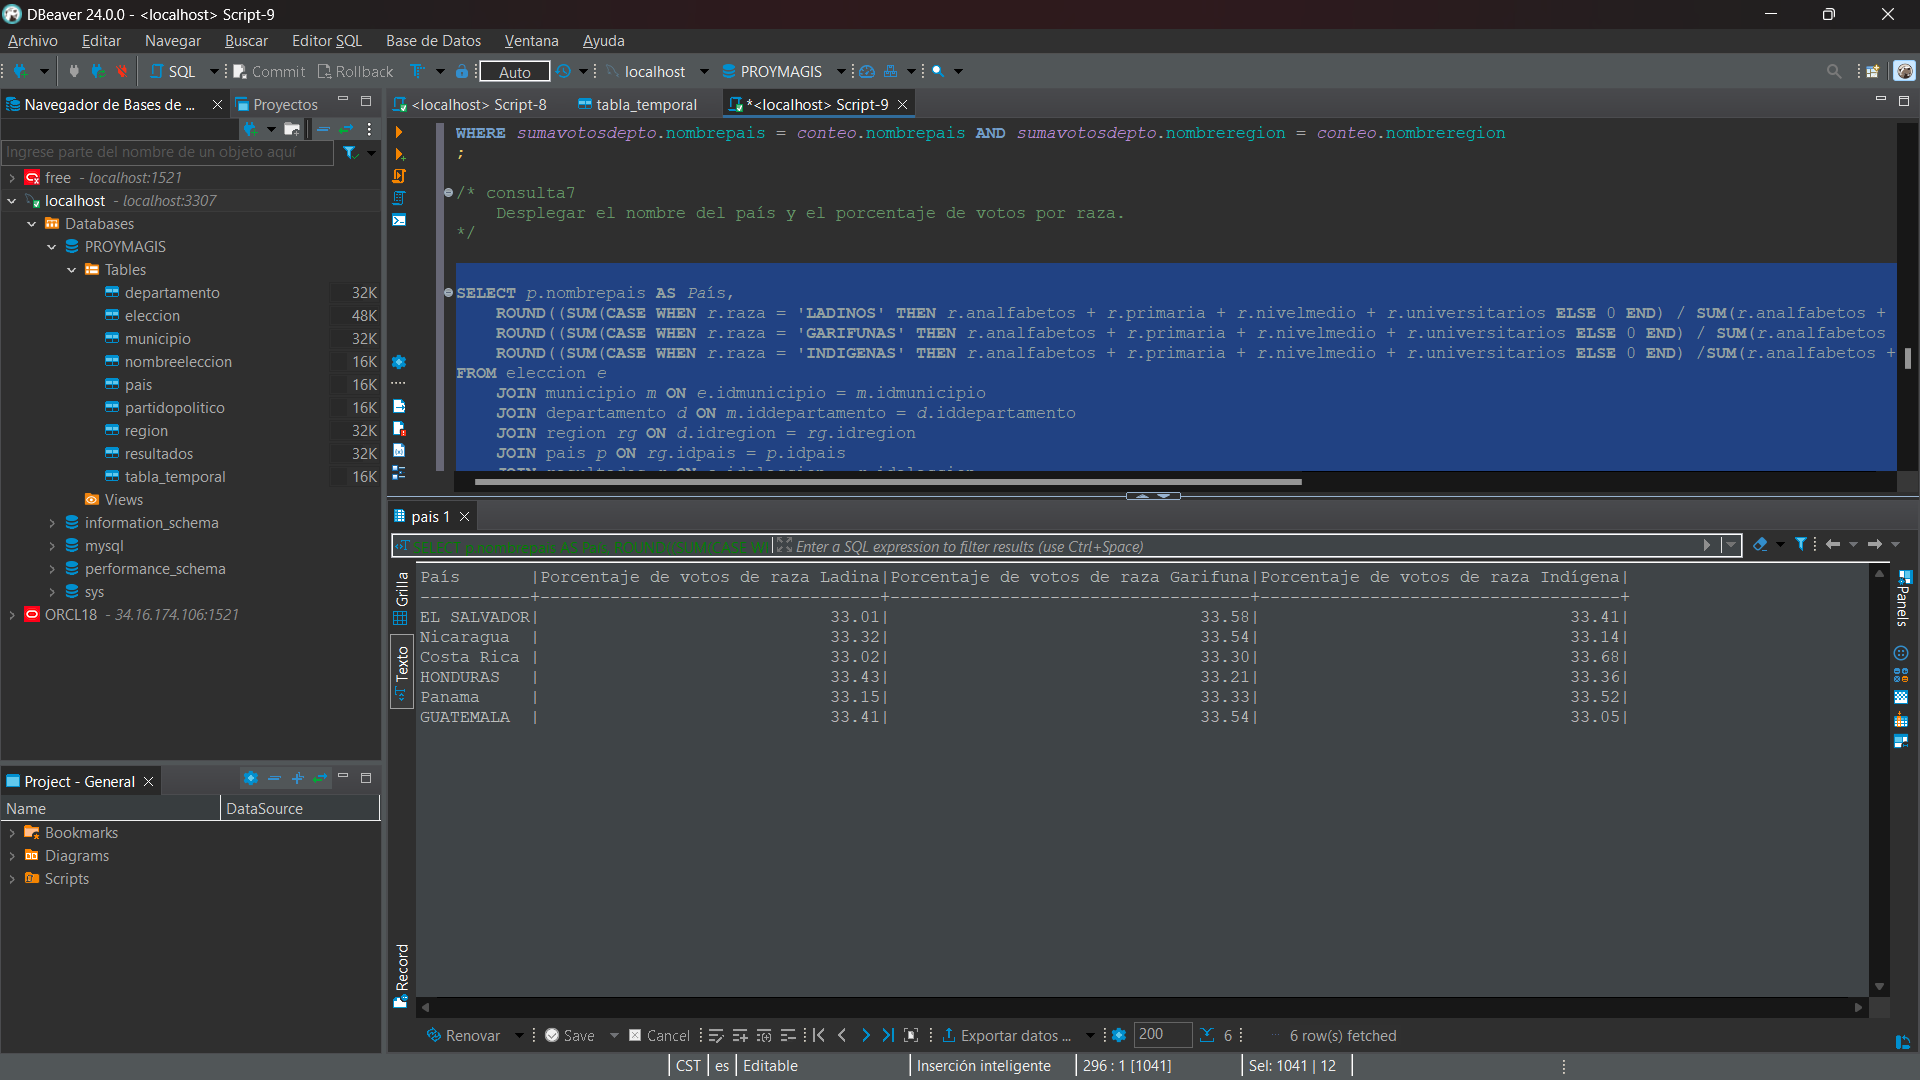 DBeaver 24.0.0 - <localhost> Script-9
Archivo Editar Navegar Buscar Editor SQL Base de Datos Ventana Ayuda
SQL Commit Rollback Auto localhost PROYMAGIS
Navegador de Bases de ... Proyectos
Ingrese parte del nombre de un objeto aquí
free - localhost:1521
localhost - localhost:3307
Databases
PROYMAGIS
Tables
departamento 32K
eleccion 48K
municipio 32K
nombreeleccion 16K
pais 16K
partidopolitico 16K
region 32K
resultados 32K
tabla_temporal 16K
Views
information_schema
mysql
performance_schema
sys
ORCL18 - 34.16.174.106:1521
Project - General
Name DataSource
Bookmarks
Diagrams
Scripts
<localhost> Script-8 tabla_temporal *<localhost> Script-9
WHERE sumavotosdepto.nombrepais = conteo.nombrepais AND sumavotosdepto.nombreregion = conteo.nombreregion
;
/* consulta7
Desplegar el nombre del país y el porcentaje de votos por raza.
*/
SELECT p.nombrepais AS País,
ROUND((SUM(CASE WHEN r.raza = 'LADINOS' THEN r.analfabetos + r.primaria + r.nivelmedio + r.universitarios ELSE 0 END) / SUM(r.analfabetos +
ROUND((SUM(CASE WHEN r.raza = 'GARIFUNAS' THEN r.analfabetos + r.primaria + r.nivelmedio + r.universitarios ELSE 0 END) / SUM(r.analfabetos
ROUND((SUM(CASE WHEN r.raza = 'INDIGENAS' THEN r.analfabetos + r.primaria + r.nivelmedio + r.universitarios ELSE 0 END) /SUM(r.analfabetos +
FROM eleccion e
JOIN municipio m ON e.idmunicipio = m.idmunicipio
JOIN departamento d ON m.iddepartamento = d.iddepartamento
JOIN region rg ON d.idregion = rg.idregion
JOIN pais p ON rg.idpais = p.idpais
pais 1
SELECT p.nombrepais AS País, ROUND((SUM(CASE W Enter a SQL expression to filter results (use Ctrl+Space)
Grilla
Texto
Record
País |Porcentaje de votos de raza Ladina|Porcentaje de votos de raza Garifuna|Porcentaje de votos de raza Indígena|
-----------+----------------------------------+------------------------------------+------------------------------------+
EL SALVADOR| 33.01| 33.58| 33.41|
Nicaragua | 33.32| 33.54| 33.14|
Costa Rica | 33.02| 33.30| 33.68|
HONDURAS | 33.43| 33.21| 33.36|
Panama | 33.15| 33.33| 33.52|
GUATEMALA | 33.41| 33.54| 33.05|
Panels
Renovar Save Cancel Exportar datos ... 200 6 6 row(s) fetched
CST es Editable Inserción inteligente 296 : 1 [1041] Sel: 1041 | 12